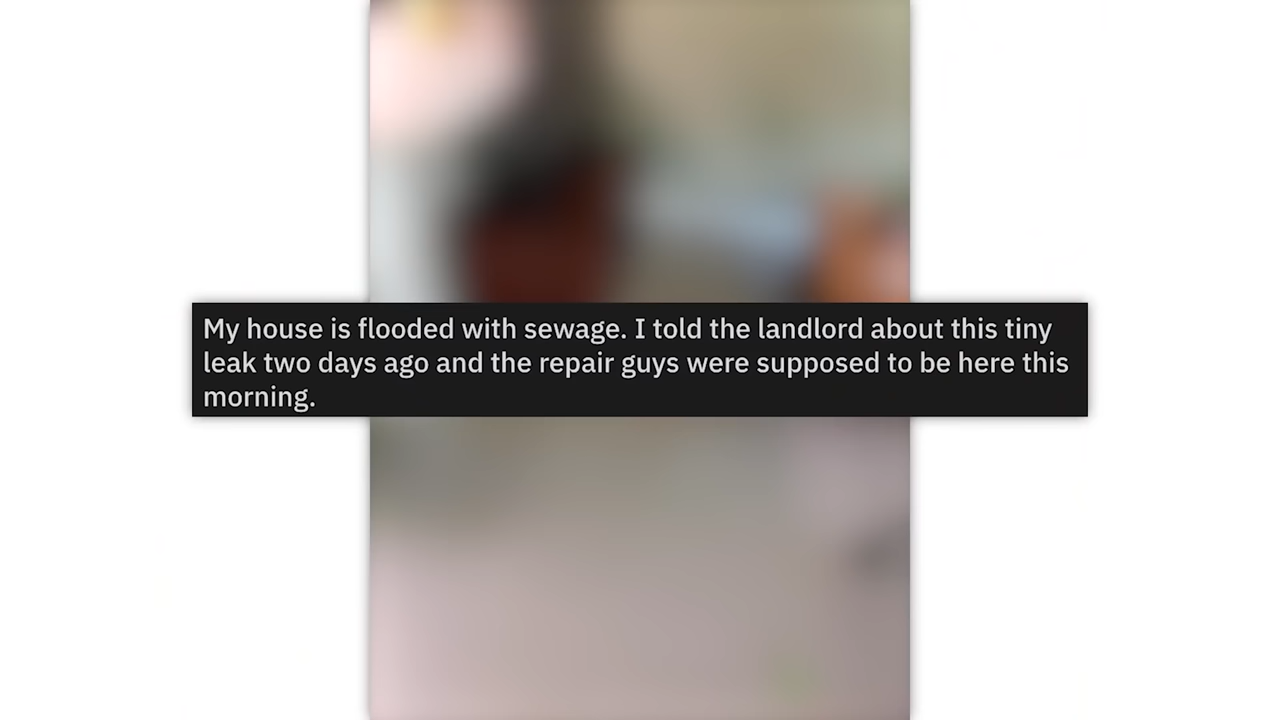 My house is flooded with sewage. I told the landlord about this tiny
leak two days ago and the repair guys were supposed to be here this
morning.